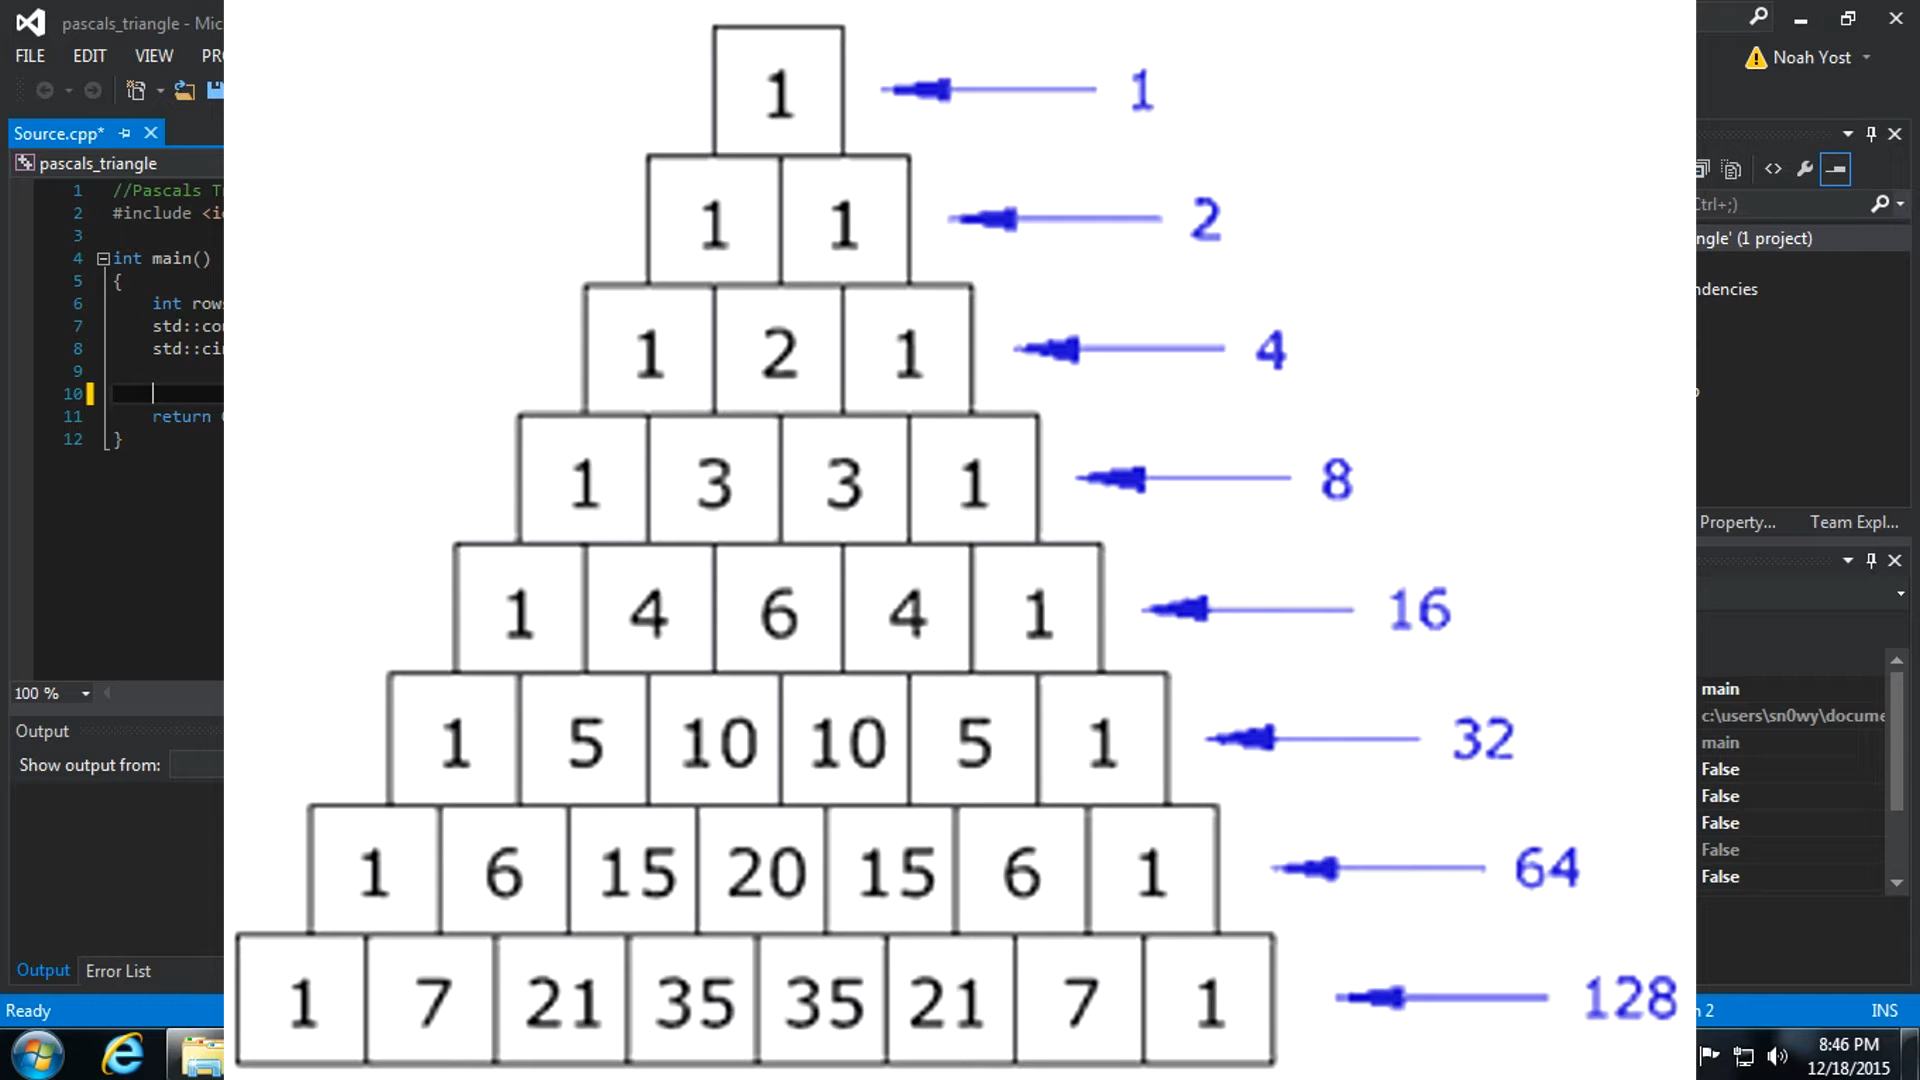 pascals_triangle - Mic
FILE EDIT VIEW PR
Noah Yost
Source.cpp*
pascals_triangle
1 //Pascals T
2 #include <i
3
4 int main()
5 {
6 int row
7 std::co
8 std::ci
9
10
11 return
12 }
100 %
Output
Show output from:
Output Error List
Ready
1 1
1 1 2
1 2 1 4
1 3 3 1 8
1 4 6 4 1 16
1 5 10 10 5 1 32
1 6 15 20 15 6 1 64
1 7 21 35 35 21 7 1 128
Ctrl+;)
ngle' (1 project)
ndencies
Property... Team Expl...
main
c:\users\sn0wy\docume
main
False
False
False
False
False
n 2 INS
8:46 PM
12/18/2015